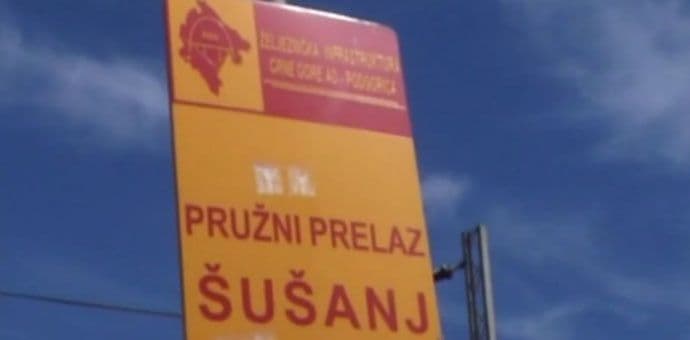 ŽELJEZNIČKA INFRASTRUKTURA
CRNE GORE AD - PODGORICA
PRUŽNI PRELAZ
ŠUŠANJ